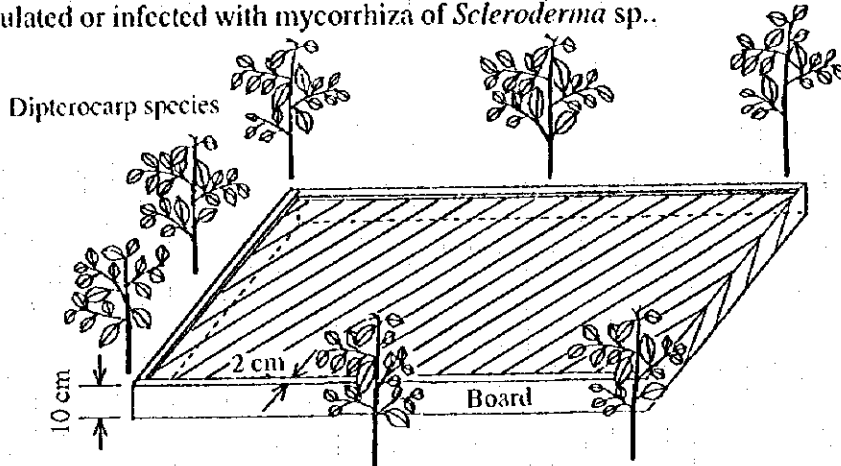 ulated or infected with mycorrhiza of Scleroderma sp..
Dipterocarp species
2 cm
10 cm
Board